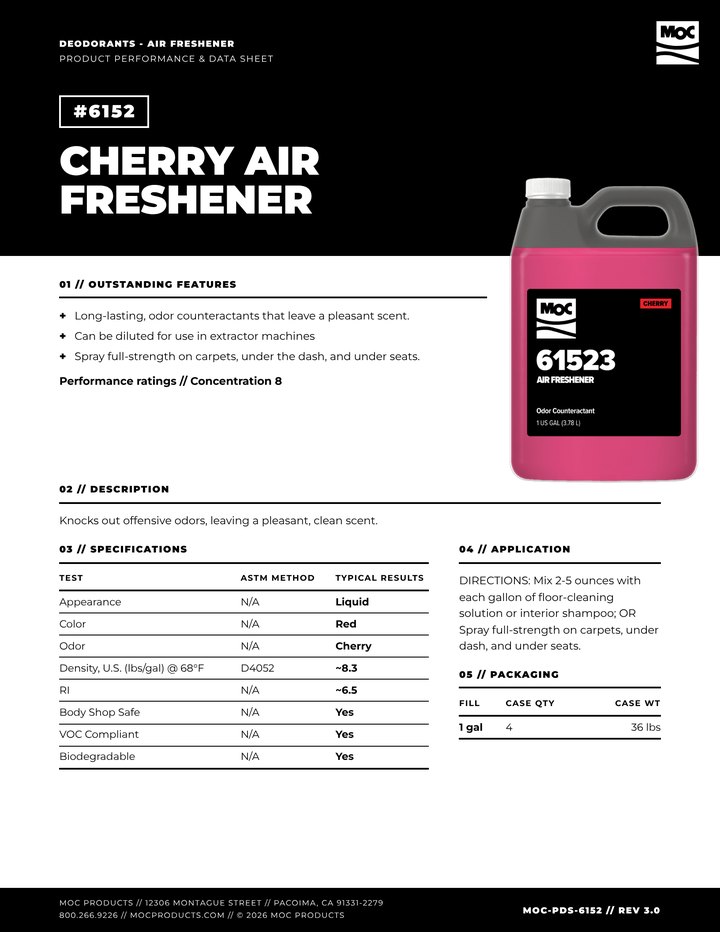 DEODORANTS - AIR FRESHENER
PRODUCT PERFORMANCE & DATA SHEET
MOC
#6152
CHERRY AIR
FRESHENER
01 // OUTSTANDING FEATURES
+ Long-lasting, odor counteractants that leave a pleasant scent.
+ Can be diluted for use in extractor machines
+ Spray full-strength on carpets, under the dash, and under seats.
Performance ratings // Concentration 8
MOC
CHERRY
61523
AIR FRESHENER
Odor Counteractant
1 US GAL (3.78 L)
02 // DESCRIPTION
Knocks out offensive odors, leaving a pleasant, clean scent.
03 // SPECIFICATIONS
TEST ASTM METHOD TYPICAL RESULTS
Appearance N/A Liquid
Color N/A Red
Odor N/A Cherry
Density, U.S. (lbs/gal) @ 68°F D4052 ~8.3
RI N/A ~6.5
Body Shop Safe N/A Yes
VOC Compliant N/A Yes
Biodegradable N/A Yes
04 // APPLICATION
DIRECTIONS: Mix 2-5 ounces with
each gallon of floor-cleaning
solution or interior shampoo; OR
Spray full-strength on carpets, under
dash, and under seats.
05 // PACKAGING
FILL CASE QTY CASE WT
1 gal 4 36 lbs
MOC PRODUCTS // 12306 MONTAGUE STREET // PACOIMA, CA 91331-2279
800.266.9226 // MOCPRODUCTS.COM // © 2026 MOC PRODUCTS
MOC-PDS-6152 // REV 3.0